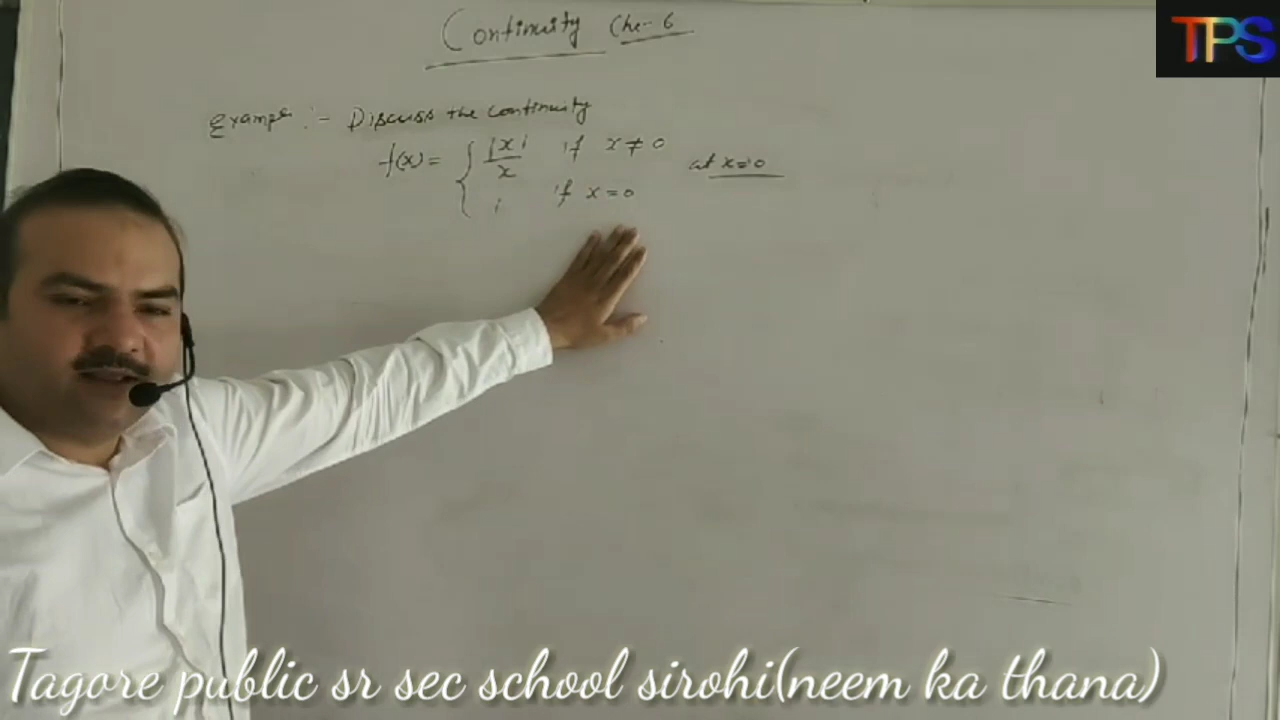 Continuity Che- 6
TPS
Example :- Discuss the continuity
f(x) = { |x|/x if x ≠ 0 at x=0
1 if x = 0
Tagore public sr sec school sirohi(neem ka thana)